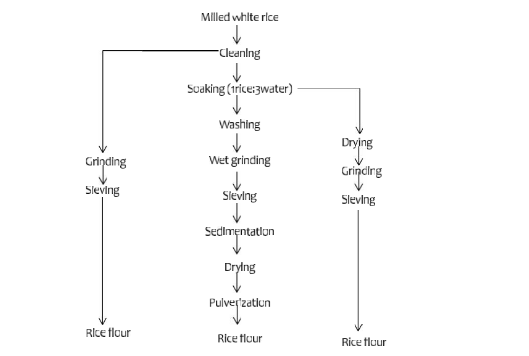 Milled white rice
Cleaning
Soaking (1rice:3water)
Washing
Drying
Grinding
Wet grinding
Grinding
Sieving
Sieving
Sieving
Sedimentation
Drying
Pulverization
Rice flour
Rice flour
Rice flour